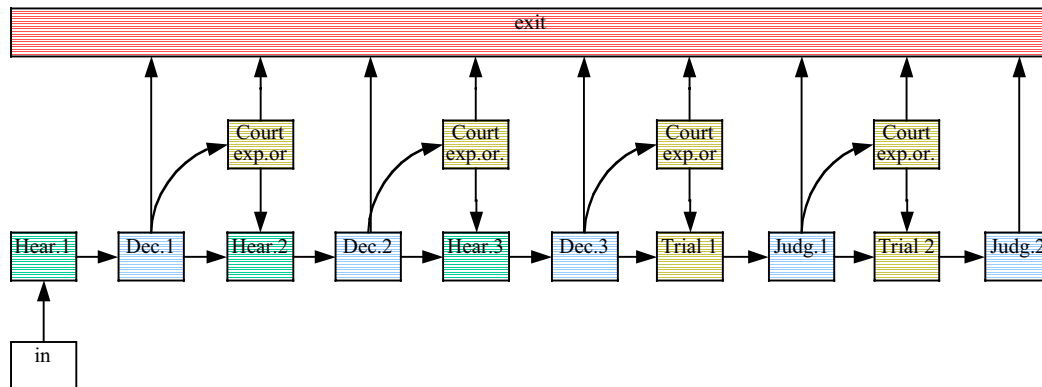 exit
Court
exp.or
Court
exp.or.
Court
exp.or
Court
exp.or.
Hear.1
Dec.1
Hear.2
Dec.2
Hear.3
Dec.3
Trial 1
Judg.1
Trial 2
Judg.2
in